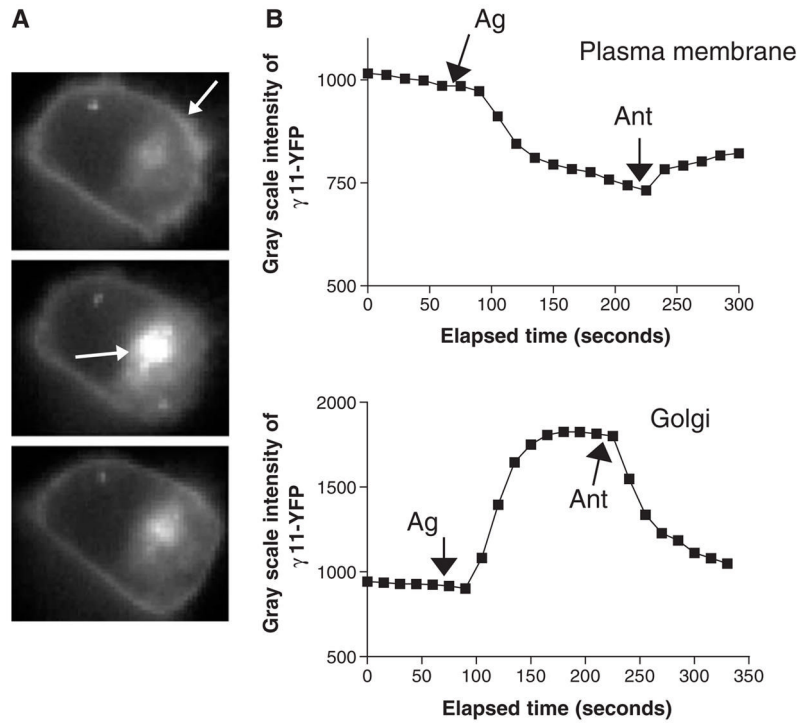 A
B
Ag
Plasma membrane
Ant
Gray scale intensity of
γ11-YFP
1000
750
500
0 50 100 150 200 250 300
Elapsed time (seconds)
Golgi
Ag
Ant
Gray scale intensity of
γ11-YFP
2000
1500
1000
500
0 50 100 150 200 250 300 350
Elapsed time (seconds)